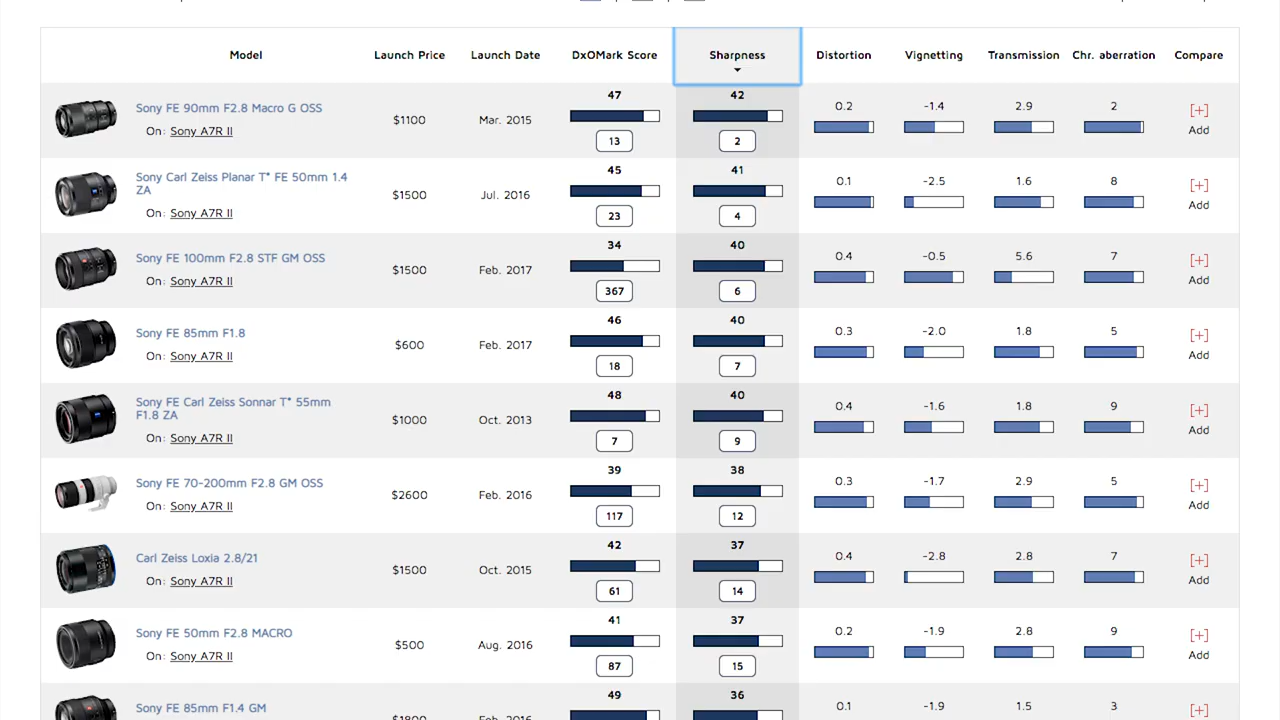 Model Launch Price Launch Date DxOMark Score Sharpness Distortion Vignetting Transmission Chr. aberration Compare
47 42
Sony FE 90mm F2.8 Macro G OSS 0.2 -1.4 2.9 2 [+]
$1100 Mar. 2015
On: Sony A7R II Add
13 2
45 41
Sony Carl Zeiss Planar T* FE 50mm 1.4 0.1 -2.5 1.6 8 [+]
ZA
$1500 Jul. 2016
On: Sony A7R II Add
23 4
34 40
Sony FE 100mm F2.8 STF GM OSS 0.4 -0.5 5.6 7 [+]
$1500 Feb. 2017
On: Sony A7R II Add
367 6
46 40
Sony FE 85mm F1.8 0.3 -2.0 1.8 5 [+]
$600 Feb. 2017
On: Sony A7R II Add
18 7
48 40
Sony FE Carl Zeiss Sonnar T* 55mm 0.4 -1.6 1.8 9 [+]
F1.8 ZA
$1000 Oct. 2013
On: Sony A7R II Add
7 9
39 38
Sony FE 70-200mm F2.8 GM OSS 0.3 -1.7 2.9 5 [+]
$2600 Feb. 2016
On: Sony A7R II Add
117 12
42 37
Carl Zeiss Loxia 2.8/21 0.4 -2.8 2.8 7 [+]
$1500 Oct. 2015
On: Sony A7R II Add
61 14
41 37
Sony FE 50mm F2.8 MACRO 0.2 -1.9 2.8 9 [+]
$500 Aug. 2016
On: Sony A7R II Add
87 15
49 36
Sony FE 85mm F1.4 GM 0.1 -1.9 1.5 3 [+]
$1800 Feb. 2016